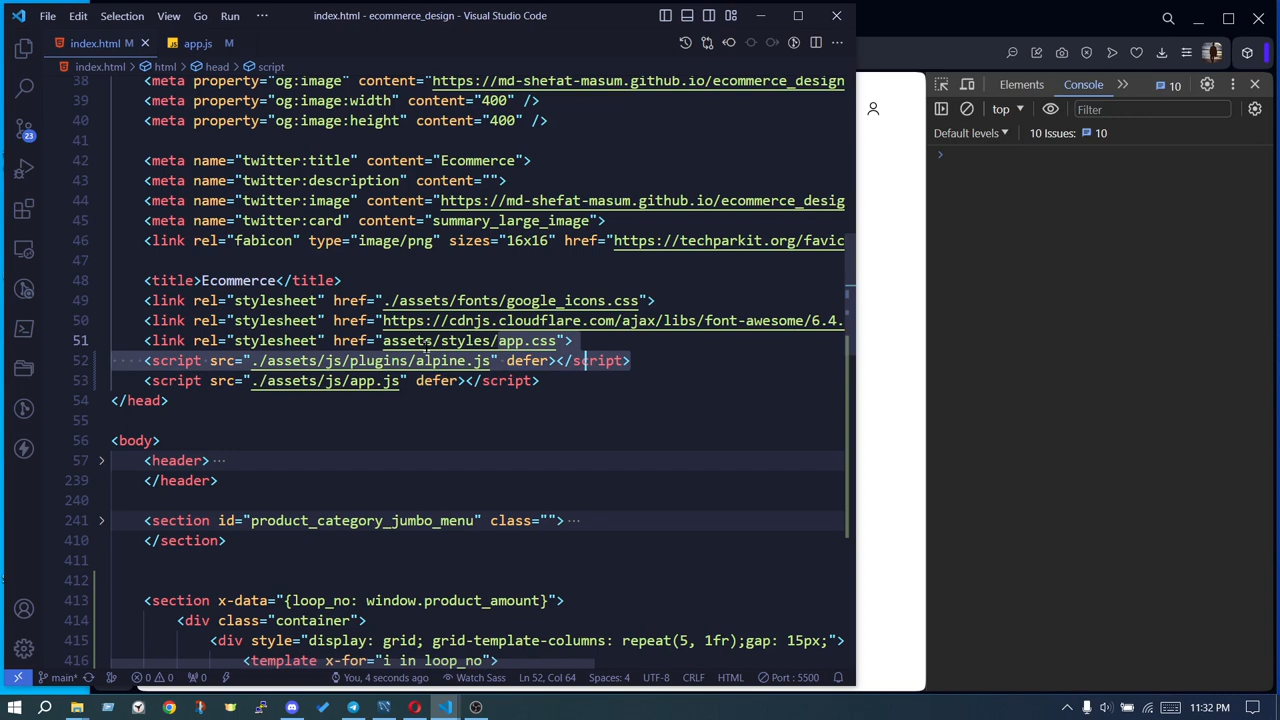 File Edit Selection View Go Run ··· index.html - ecommerce_design - Visual Studio Code
index.html M app.js M
index.html > html > head > script
38 <meta property="og:image" content="https://md-shefat-masum.github.io/ecommerce_design
39 <meta property="og:image:width" content="400" />
40 <meta property="og:image:height" content="400" />
41
42 <meta name="twitter:title" content="Ecommerce">
43 <meta name="twitter:description" content="">
44 <meta name="twitter:image" content="https://md-shefat-masum.github.io/ecommerce_desig
45 <meta name="twitter:card" content="summary_large_image">
46 <link rel="fabicon" type="image/png" sizes="16x16" href="https://techparkit.org/favic
47
48 <title>Ecommerce</title>
49 <link rel="stylesheet" href="./assets/fonts/google_icons.css">
50 <link rel="stylesheet" href="https://cdnjs.cloudflare.com/ajax/libs/font-awesome/6.4.
51 <link rel="stylesheet" href="assets/styles/app.css">
52 ····<script·src="./assets/js/plugins/alpine.js"·defer></script>
53 <script src="./assets/js/app.js" defer></script>
54 </head>
55
56 <body>
57 <header> ···
239 </header>
240
241 <section id="product_category_jumbo_menu" class=""> ···
410 </section>
411
412
413 <section x-data="{loop_no: window.product_amount}">
414 <div class="container">
415 <div style="display: grid; grid-template-columns: repeat(5, 1fr);gap: 15px;">
416 <template x-for="i in loop_no">
23
main* 0 0 0 You, 4 seconds ago Watch Sass Ln 52, Col 64 Spaces: 4 UTF-8 CRLF HTML Port : 5500
Elements Console 10
top Filter
Default levels 10 Issues: 10
11:32 PM